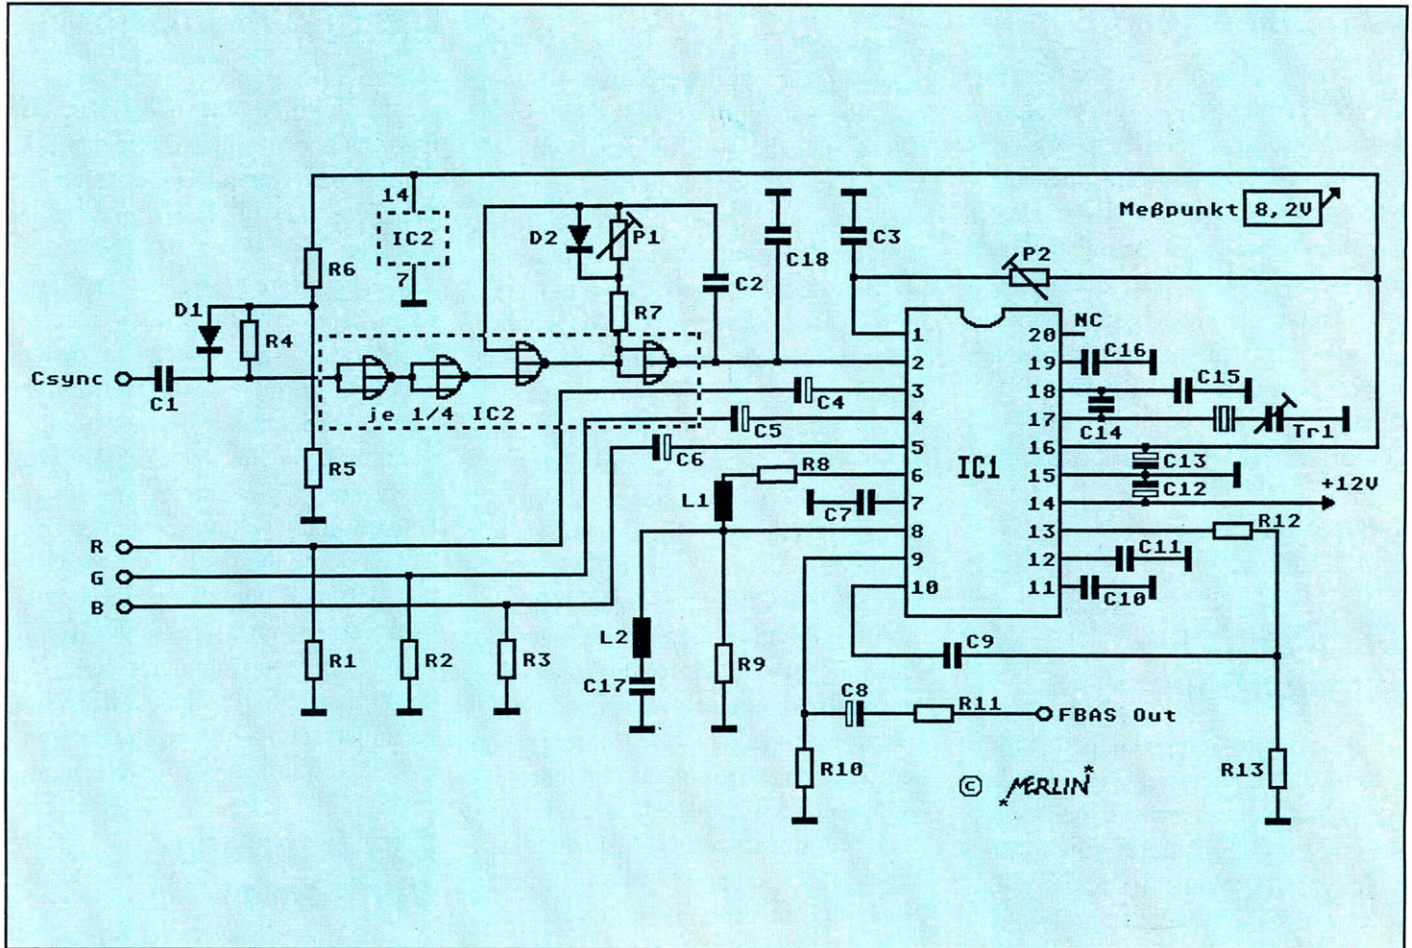 14
Meßpunkt 8,2V
IC2
D2
P1
C3
P2
C18
7
R6
C2
D1
R7
R4
NC
1
20
C16
2
19
Csync
C15
C1
3
18
je 1/4 IC2
C4
C14
Tr1
4
17
C5
5
16
C6
IC1
C13
R8
R5
6
15
+12V
C12
L1
C7
7
14
R12
8
13
R
C11
9
12
G
10
11
C10
B
L2
C9
R1
R2
R3
R9
C17
C8
R11
FBAS Out
R10
R13
© *MERLIN*